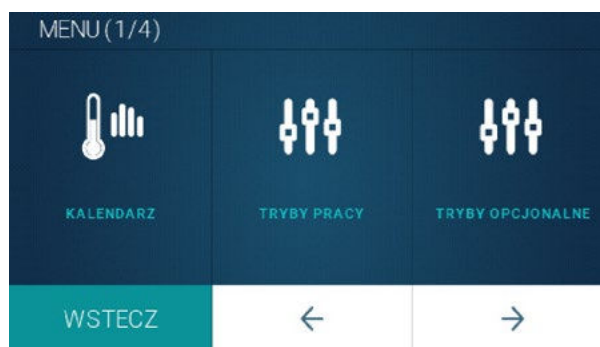 MENU (1/4)
KALENDARZ
TRYBY PRACY
TRYBY OPCJONALNE
WSTECZ